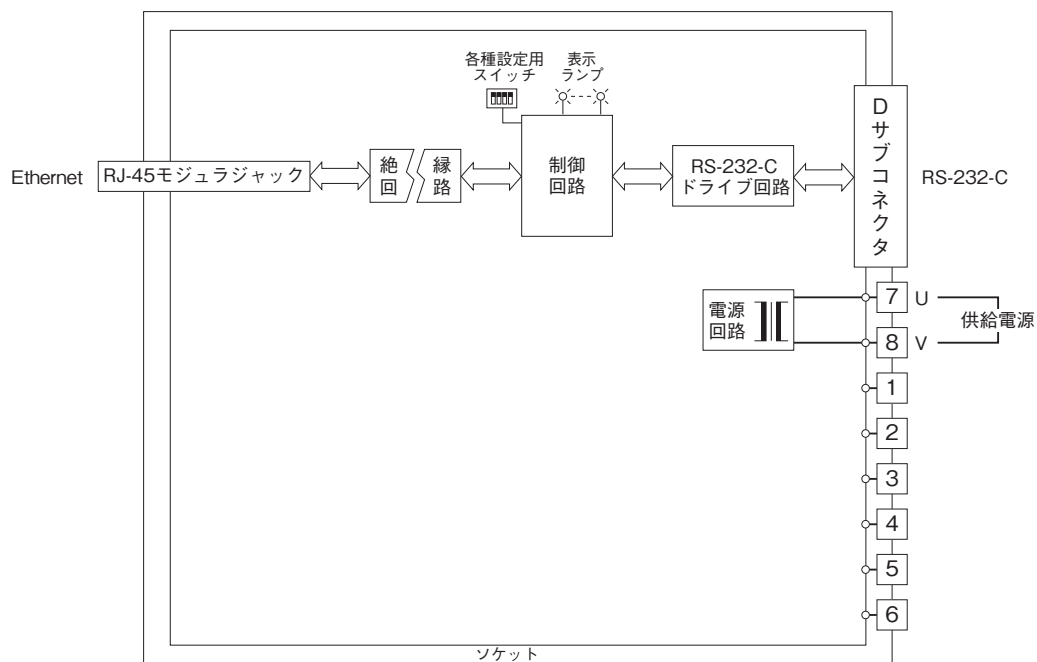 各種設定用
スイッチ
表示
ランプ
Ethernet
RJ-45モジュラジャック
絶
回
縁
路
制御
回路
RS-232-C
ドライブ回路
Dサブコネクタ
RS-232-C
電源
回路
7
U
供給電源
8
V
1
2
3
4
5
6
ソケット